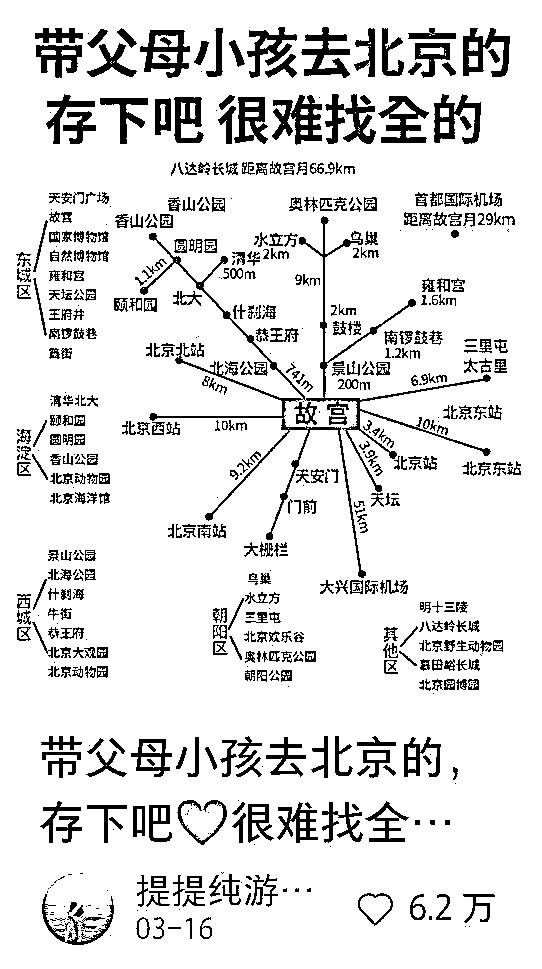 带父母小孩去北京的
存下吧 很难找全的
八达岭长城 距离故宫月66.9km
天安门广场
故宫
国家博物馆
自然博物馆
雍和宫
天坛公园
王府井
南锣鼓巷
簋街
东城区
香山公园
香山公园
圆明园
清华
500m
1.1km
颐和园
北大
什刹海
恭王府
北海公园
741m
奥林匹克公园
水立方
2km
鸟巢
2km
9km
2km
鼓楼
首都国际机场
距离故宫月29km
雍和宫
1.6km
南锣鼓巷
1.2km
景山公园
200m
三里屯
太古里
6.9km
北京北站
8km
故宫
北京东站
10km
北京东站
北京西站
10km
3.4km
北京站
3.9km
天坛
9.2km
北京南站
天安门
门前
大栅栏
51km
大兴国际机场
清华北大
颐和园
圆明园
香山公园
北京动物园
北京海洋馆
海淀区
景山公园
北海公园
什刹海
牛街
恭王府
北京大观园
北京动物园
西城区
鸟巢
水立方
三里屯
北京欢乐谷
奥林匹克公园
朝阳公园
朝阳区
明十三陵
八达岭长城
北京野生动物园
慕田峪长城
北京园博园
其他区
带父母小孩去北京的，
存下吧♡很难找全…
提提纯游…
03-16
6.2 万